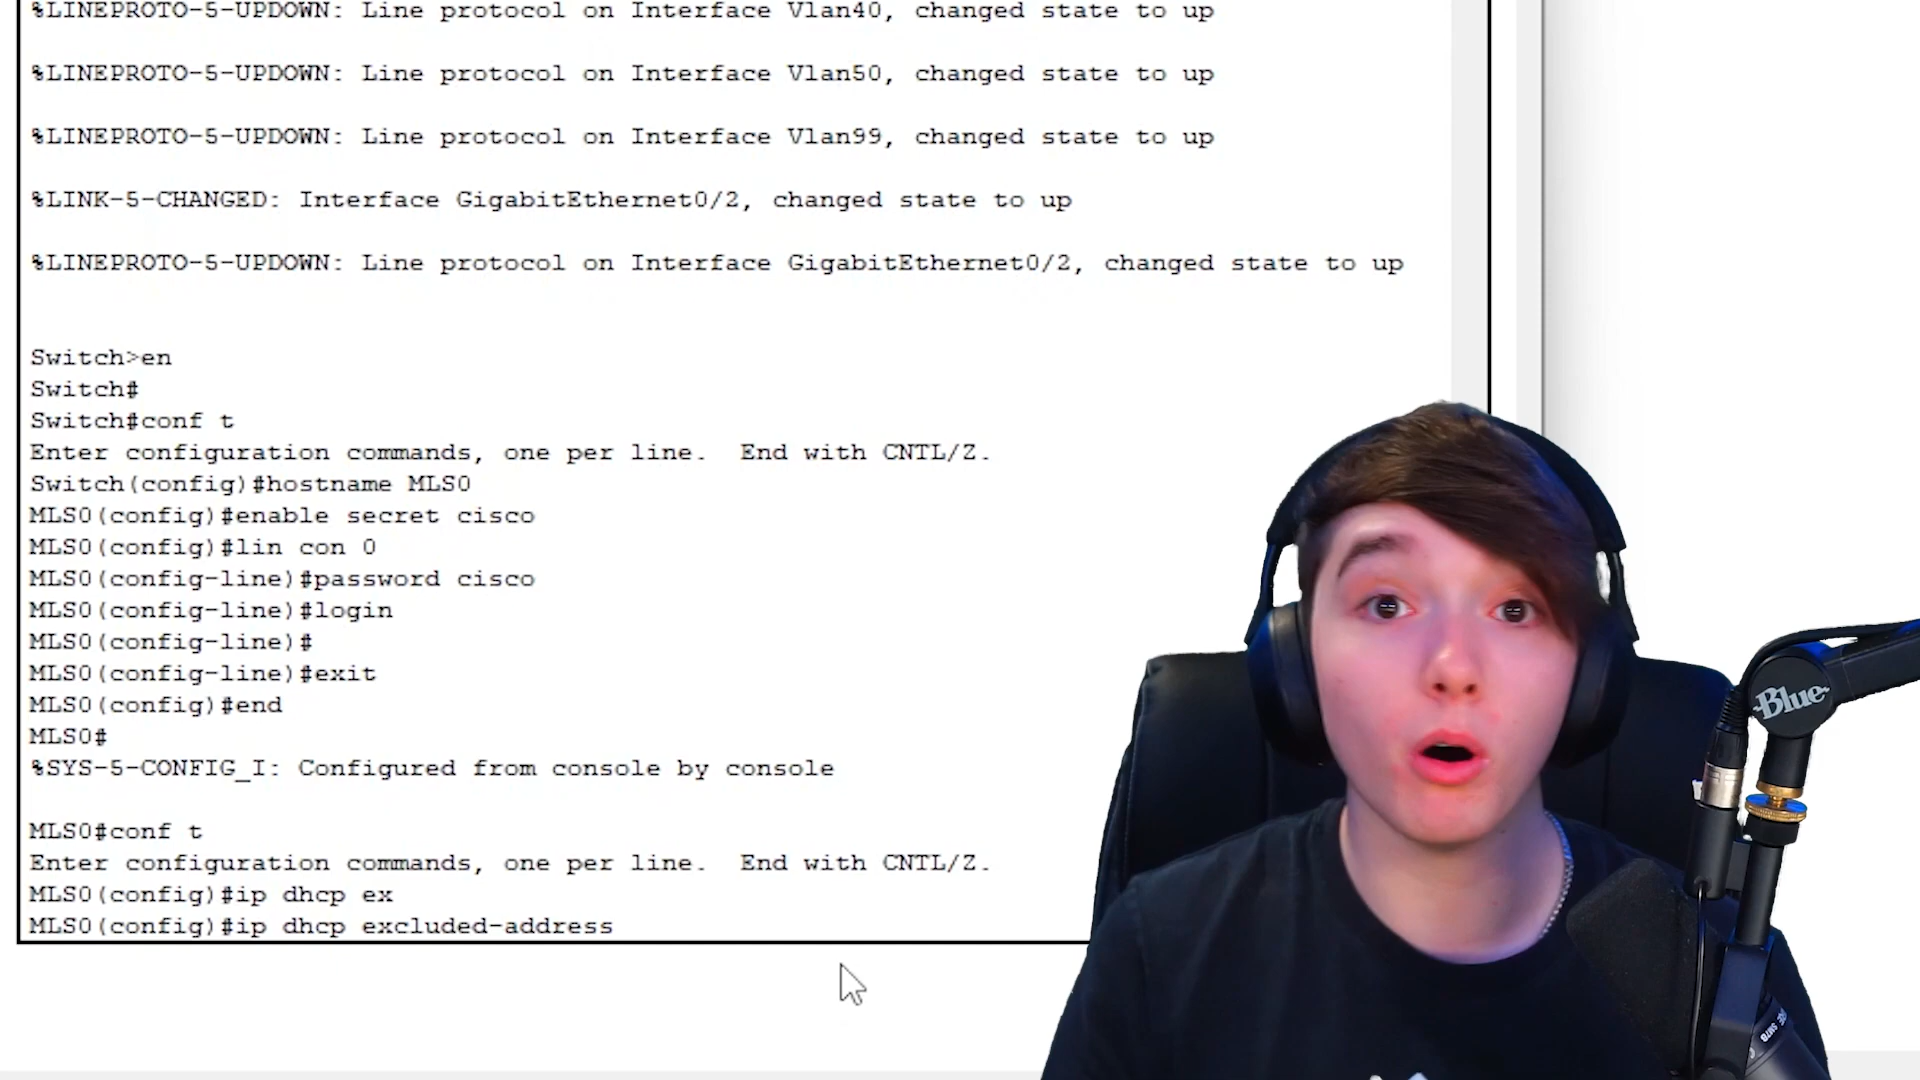 %LINEPROTO-5-UPDOWN: Line protocol on Interface Vlan40, changed state to up
%LINEPROTO-5-UPDOWN: Line protocol on Interface Vlan50, changed state to up
%LINEPROTO-5-UPDOWN: Line protocol on Interface Vlan99, changed state to up
%LINK-5-CHANGED: Interface GigabitEthernet0/2, changed state to up
%LINEPROTO-5-UPDOWN: Line protocol on Interface GigabitEthernet0/2, changed state to up
Switch>en
Switch#
Switch#conf t
Enter configuration commands, one per line.  End with CNTL/Z.
Switch(config)#hostname MLS0
MLS0(config)#enable secret cisco
MLS0(config)#lin con 0
MLS0(config-line)#password cisco
MLS0(config-line)#login
MLS0(config-line)#
MLS0(config-line)#exit
MLS0(config)#end
MLS0#
%SYS-5-CONFIG_I: Configured from console by console
MLS0#conf t
Enter configuration commands, one per line.  End with CNTL/Z.
MLS0(config)#ip dhcp ex
MLS0(config)#ip dhcp excluded-address
Blue
SM7B